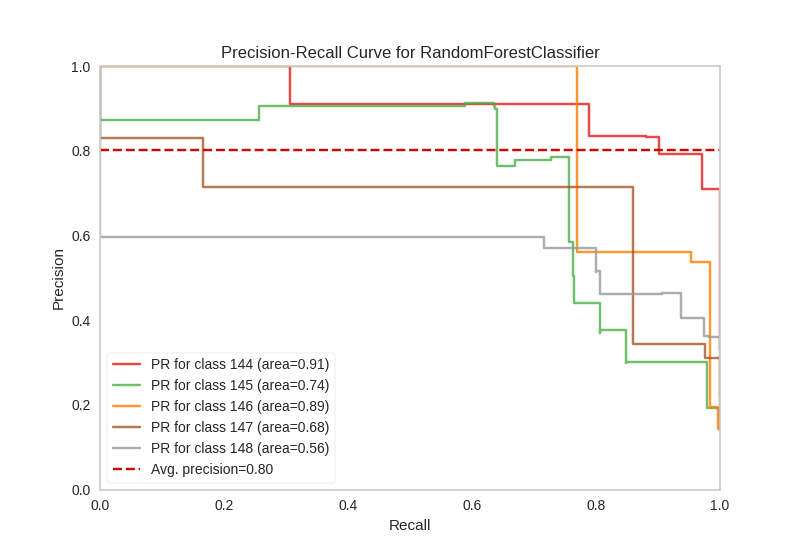 Precision-Recall Curve for RandomForestClassifier
1.0
0.8
0.6
0.4
0.2
0.0
Precision
PR for class 144 (area=0.91)
PR for class 145 (area=0.74)
PR for class 146 (area=0.89)
PR for class 147 (area=0.68)
PR for class 148 (area=0.56)
Avg. precision=0.80
0.0 0.2 0.4 0.6 0.8 1.0
Recall